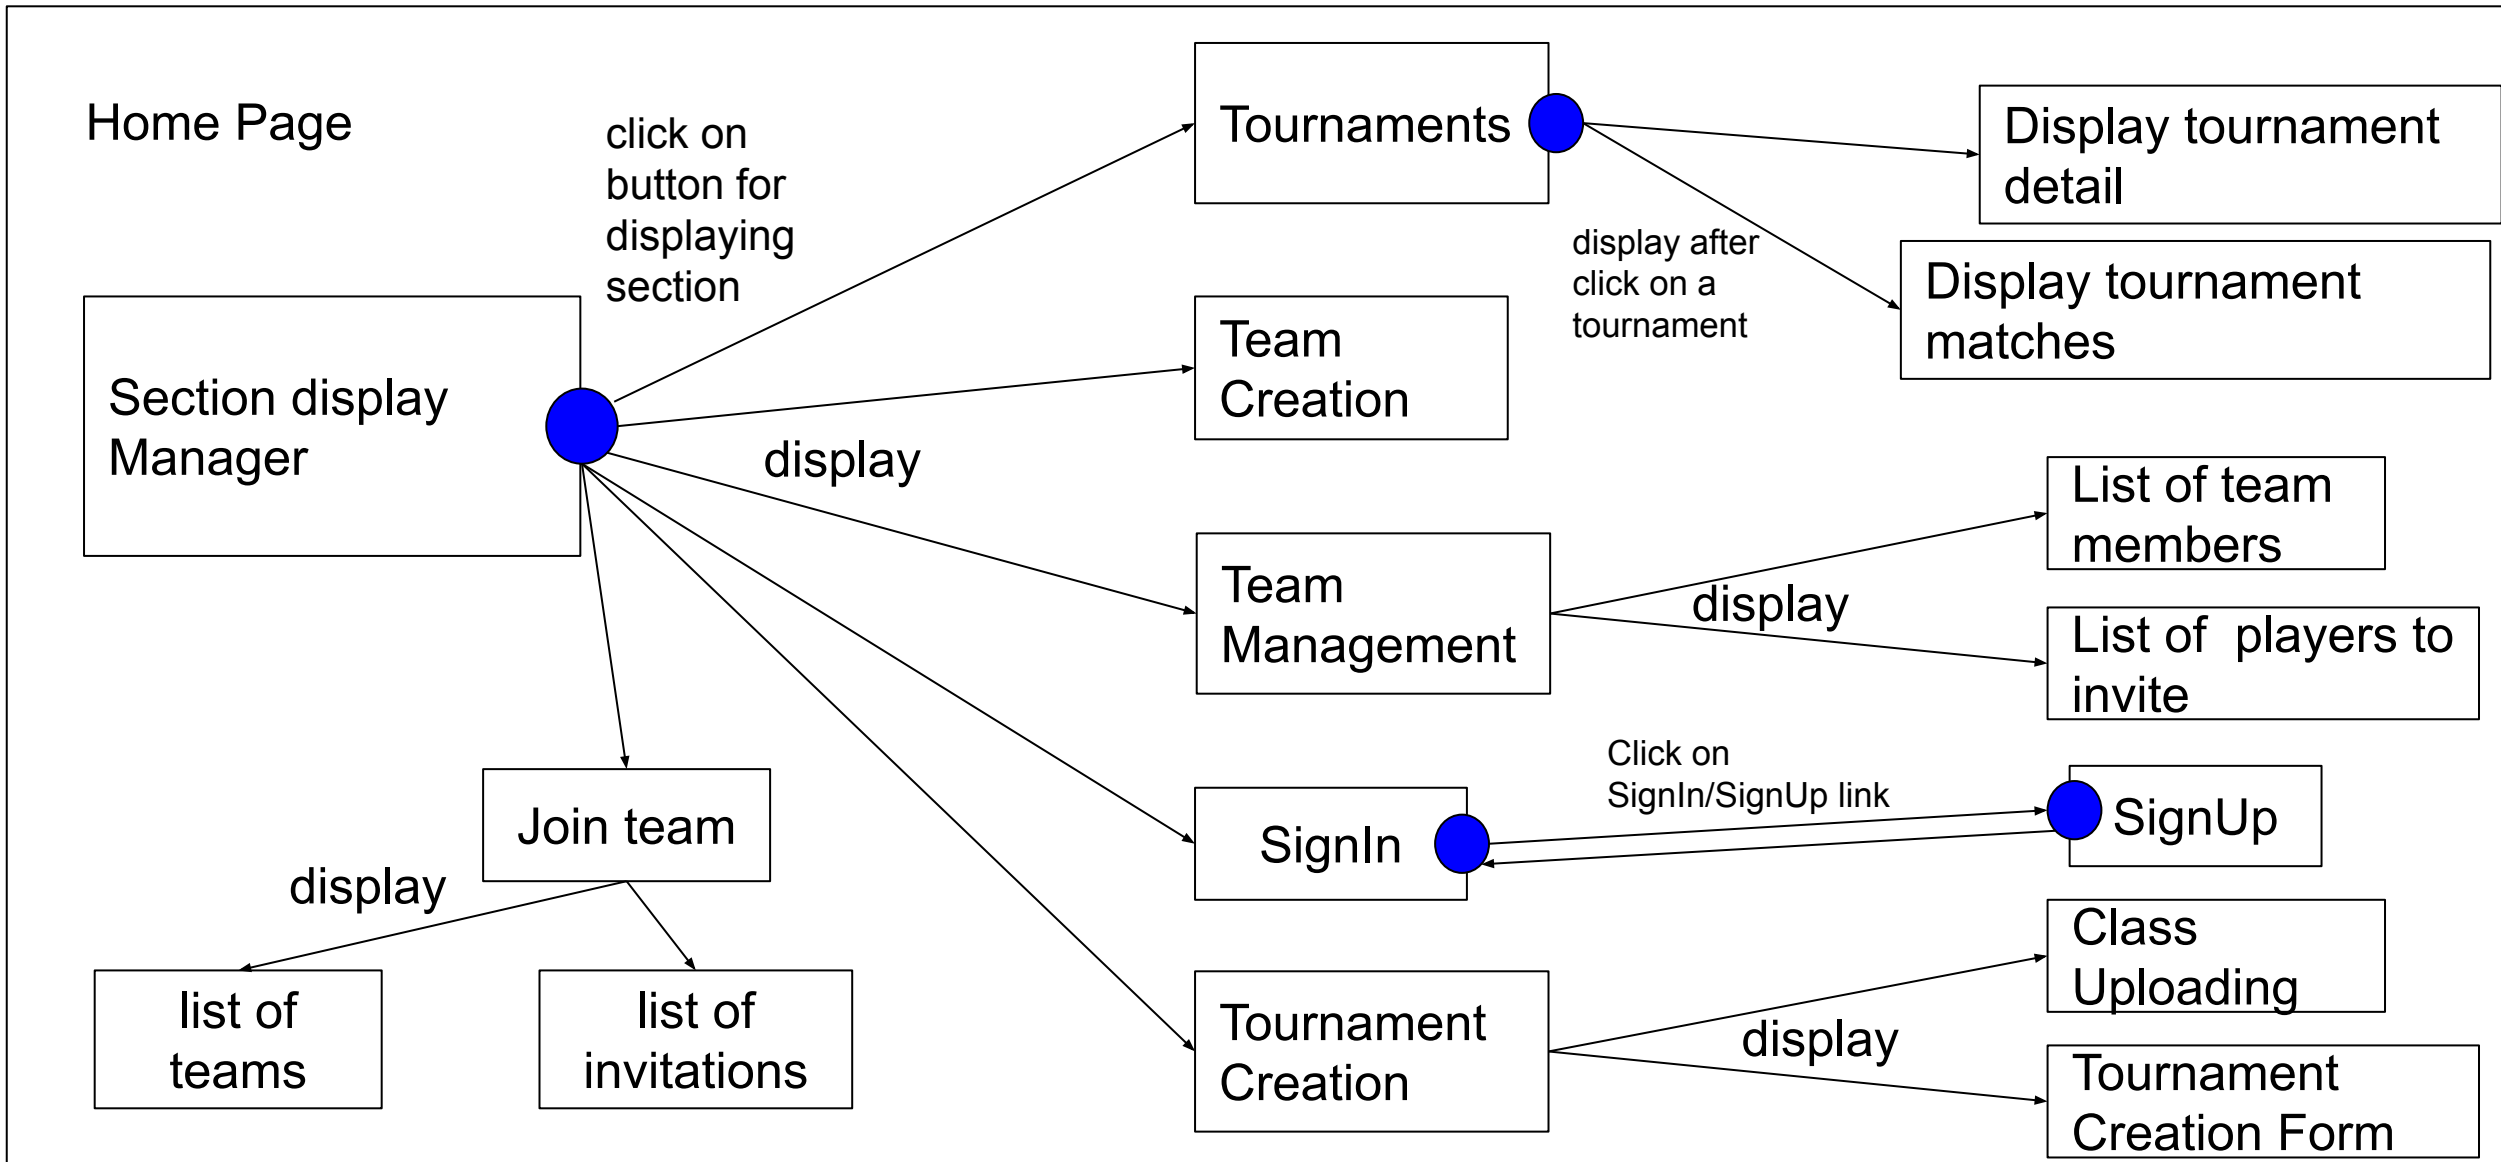 Home Page
click on
button for
displaying
section
Tournaments
Display tournament
detail
display after
click on a
tournament
Display tournament
matches
Section display
Manager
Team
Creation
display
List of team
members
Team
Management
display
List of  players to
invite
Click on
SignIn/SignUp link
Join team
SignIn
SignUp
display
Class
Uploading
list of
teams
list of
invitations
Tournament
Creation
display
Tournament
Creation Form